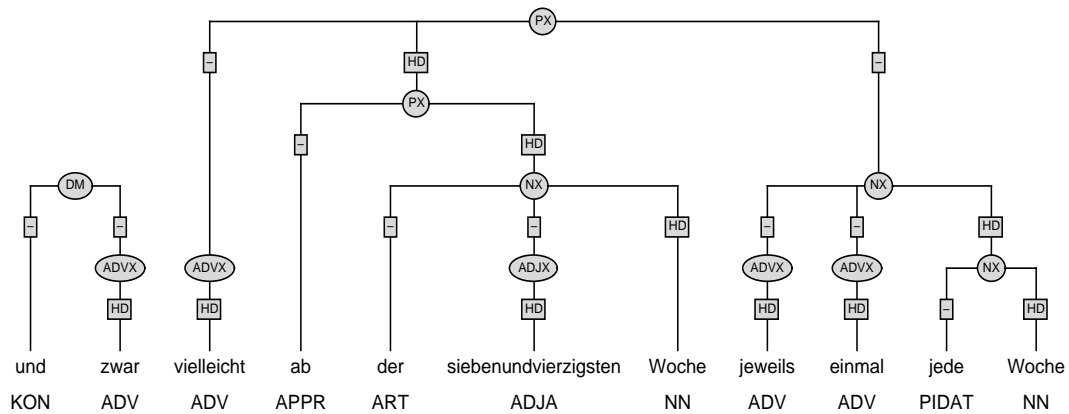 PX
– HD –
PX
– HD
DM NX NX
– – – – HD – – HD
ADVX ADVX ADJX ADVX ADVX NX
HD HD HD HD HD – HD
und zwar vielleicht ab der siebenundvierzigsten Woche jeweils einmal jede Woche
KON ADV ADV APPR ART ADJA NN ADV ADV PIDAT NN